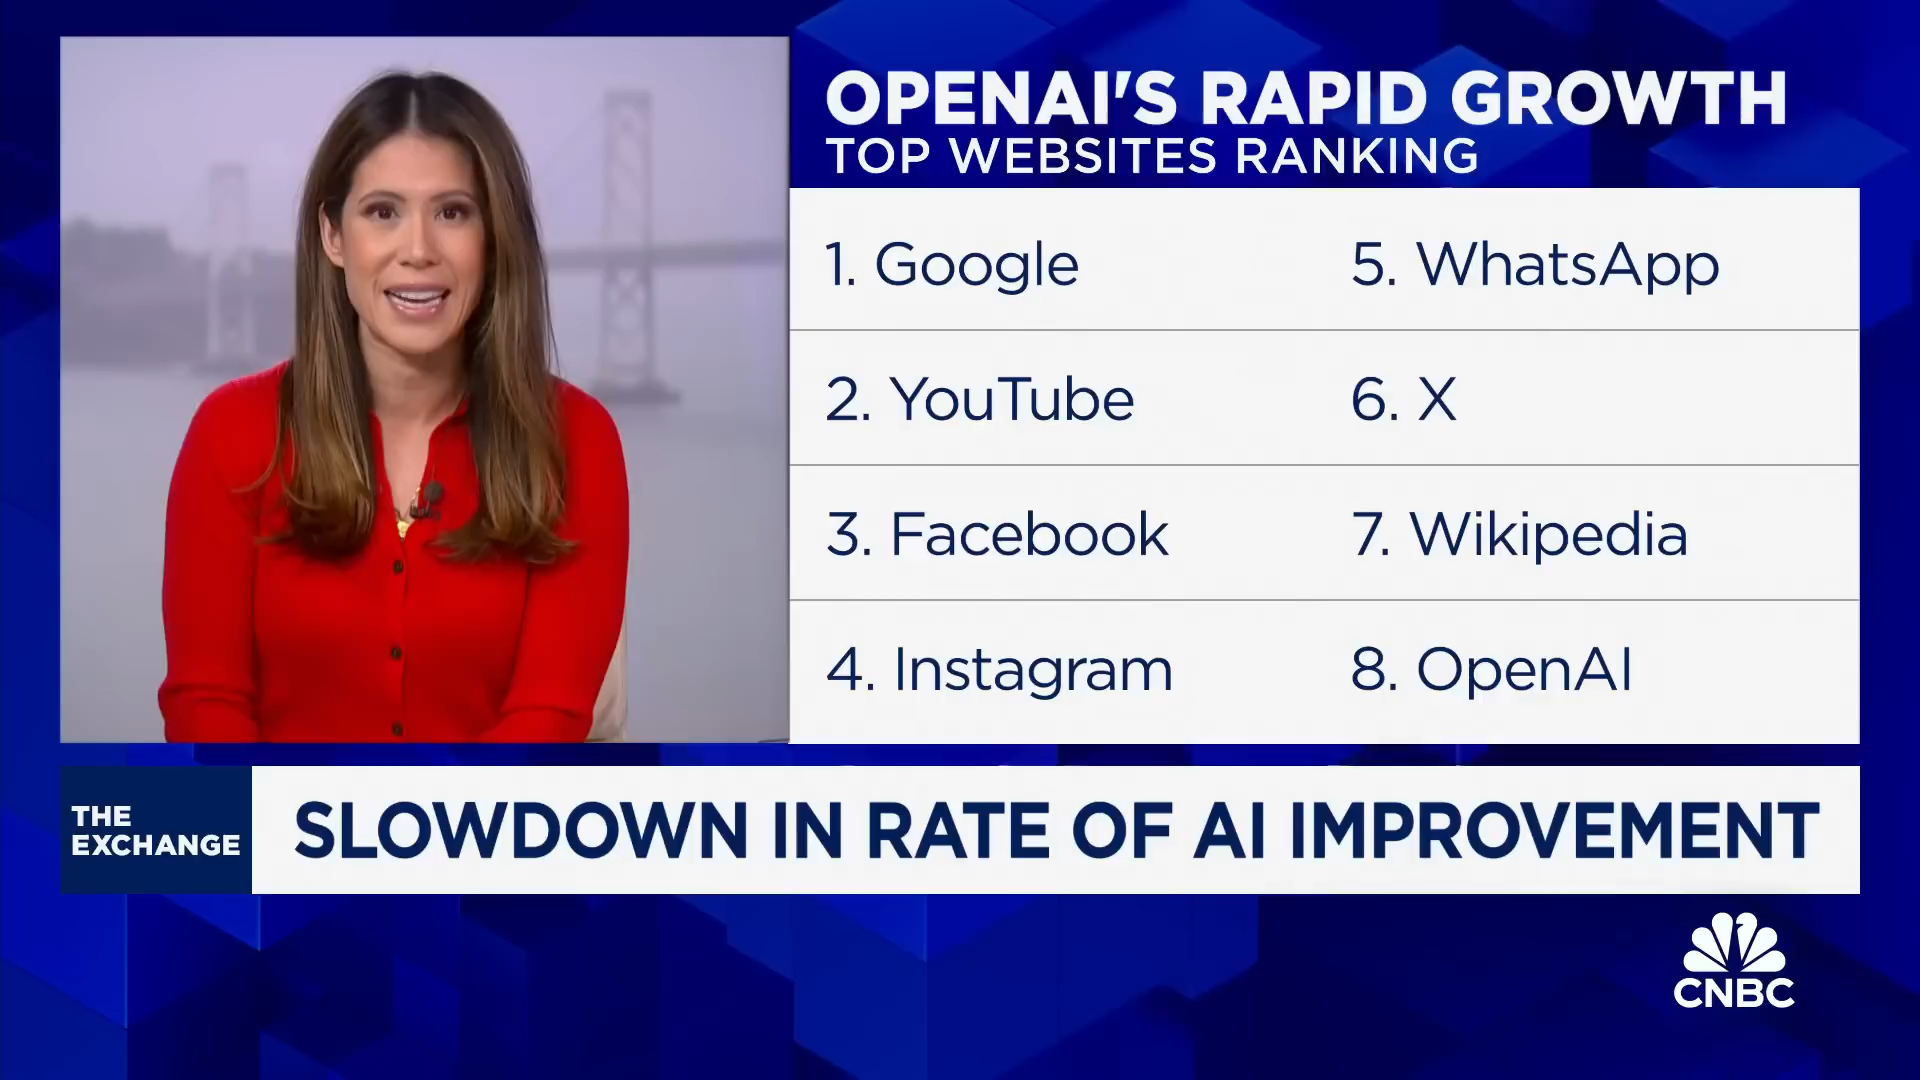 OPENAI'S RAPID GROWTH
TOP WEBSITES RANKING
1. Google
2. YouTube
3. Facebook
4. Instagram
5. WhatsApp
6. X
7. Wikipedia
8. OpenAI
THE
EXCHANGE
SLOWDOWN IN RATE OF AI IMPROVEMENT
CNBC